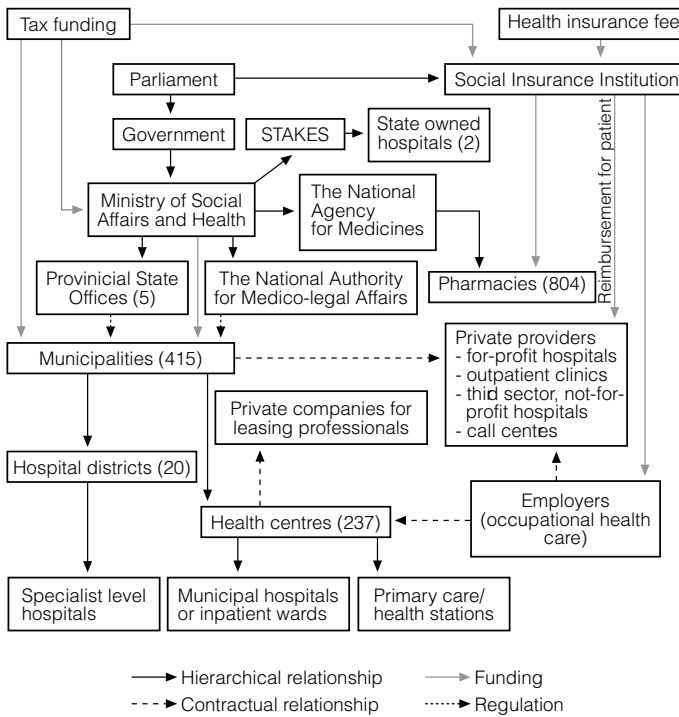 Tax funding
Health insurance fee
Parliament
Social Insurance Institution
Government
STAKES
State owned
hospitals (2)
Ministry of Social
Affairs and Health
The National
Agency
for Medicines
Reimbursement for patient
Provinicial State
Offices (5)
The National Authority
for Medico-legal Affairs
Pharmacies (804)
Municipalities (415)
Private providers
- for-profit hospitals
- outpatient clinics
- third sector, not-for-
profit hospitals
- call centres
Private companies for
leasing professionals
Hospital districts (20)
Health centres (237)
Employers
(occupational health
care)
Specialist level
hospitals
Municipal hospitals
or inpatient wards
Primary care/
health stations
Hierarchical relationship
Funding
Contractual relationship
Regulation